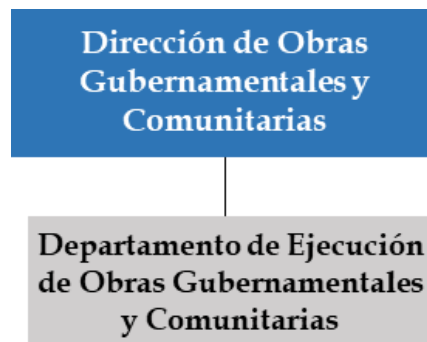 Dirección de Obras
Gubernamentales y
Comunitarias
Departamento de Ejecución
de Obras Gubernamentales
y Comunitarias